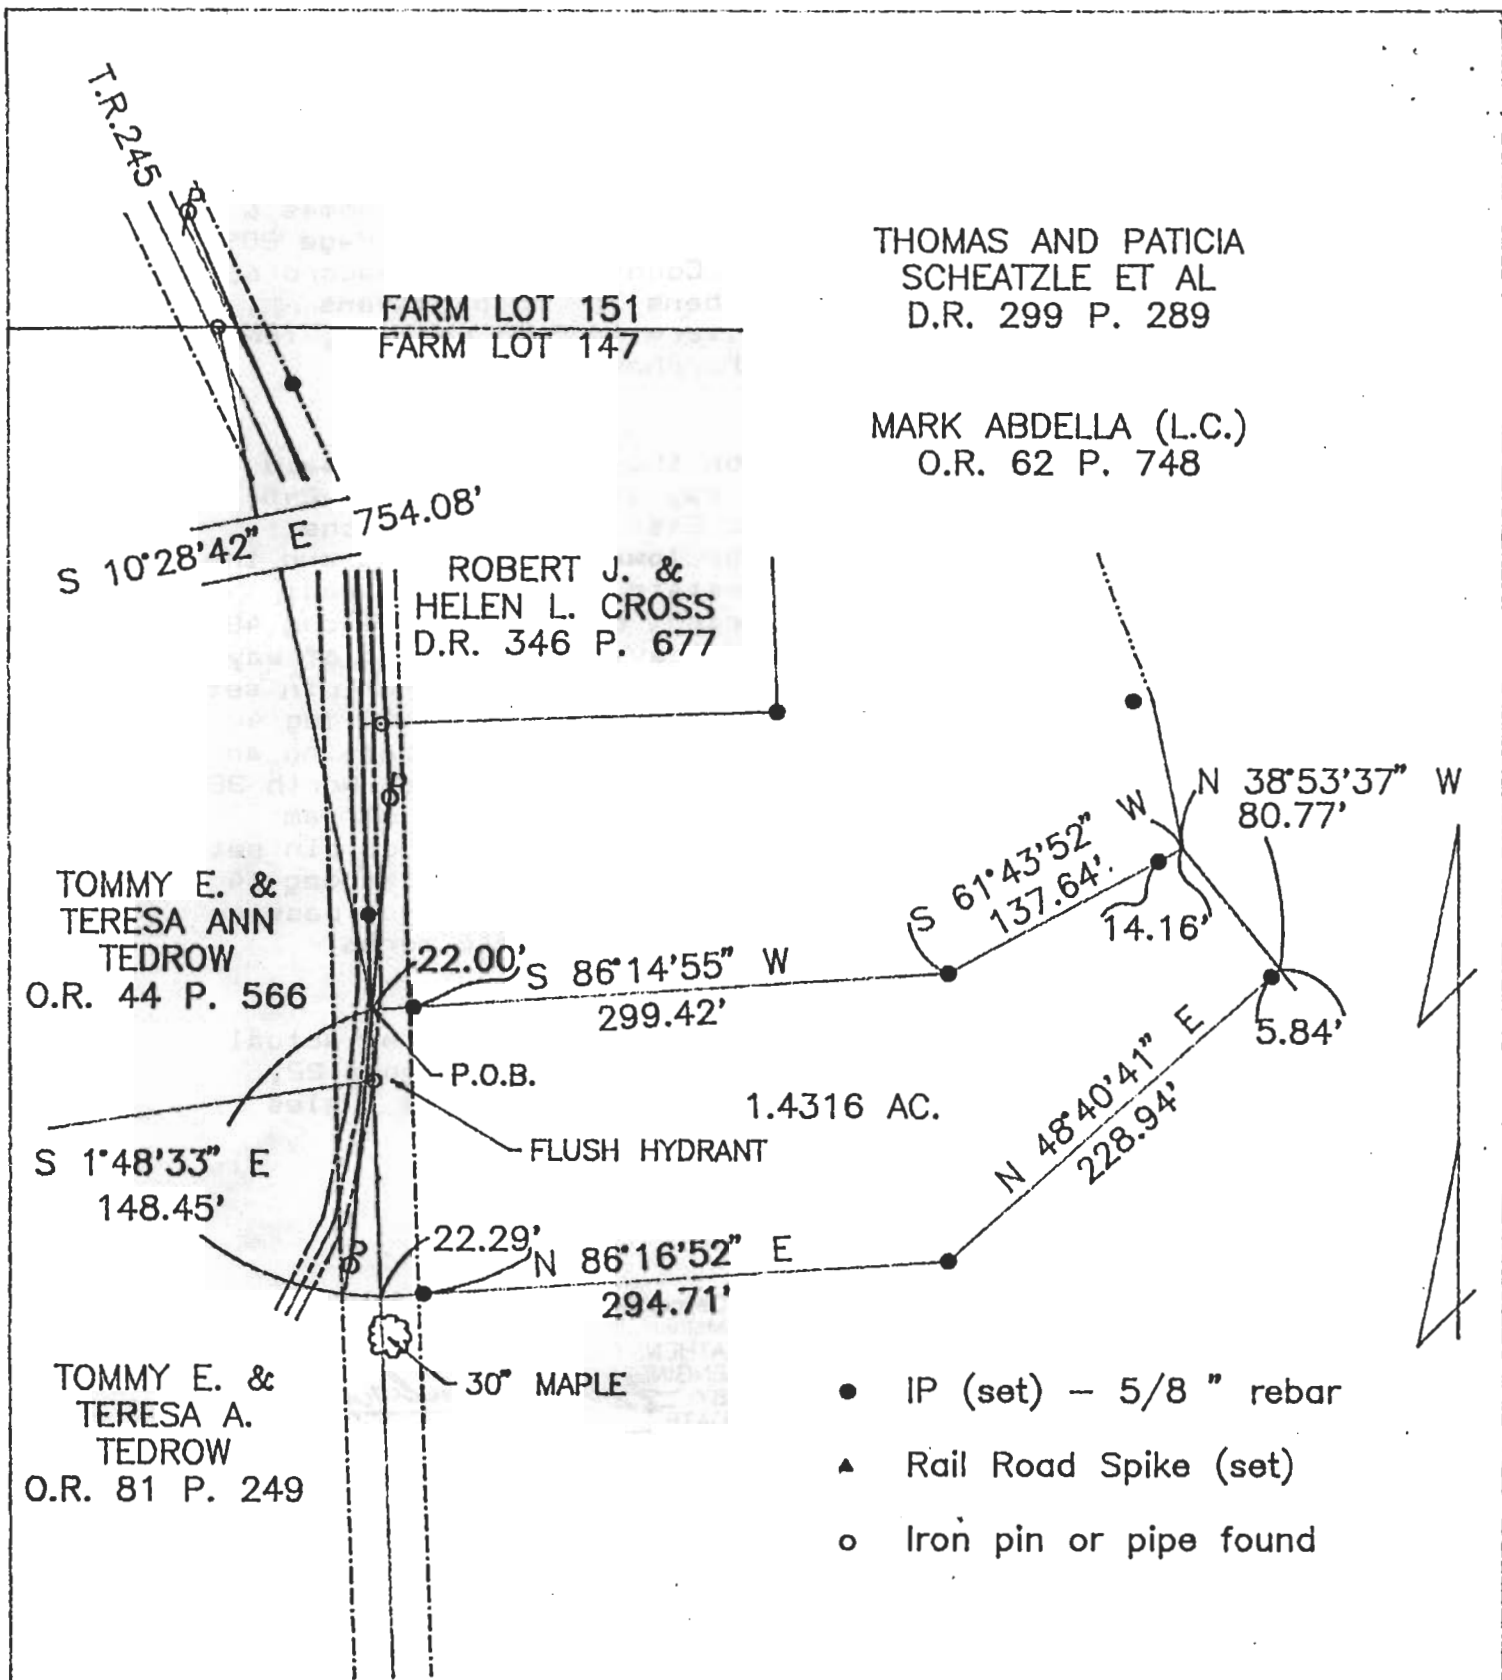 T.R.245
FARM LOT 151
FARM LOT 147
THOMAS AND PATICIA
SCHEATZLE ET AL
D.R. 299 P. 289
MARK ABDELLA (L.C.)
O.R. 62 P. 748
S 10°28'42" E 754.08'
ROBERT J. &
HELEN L. CROSS
D.R. 346 P. 677
N 38°53'37" W
80.77'
S 61°43'52" W
137.64'
14.16'
TOMMY E. &
TERESA ANN
TEDROW
O.R. 44 P. 566
22.00'
S 86°14'55" W
299.42'
5.84'
P.O.B.
1.4316 AC.
N 48°40'41" E
228.94'
FLUSH HYDRANT
S 1°48'33" E
148.45'
22.29'
N 86°16'52" E
294.71'
30" MAPLE
TOMMY E. &
TERESA A.
TEDROW
O.R. 81 P. 249
IP (set) - 5/8 " rebar
Rail Road Spike (set)
Iron pin or pipe found